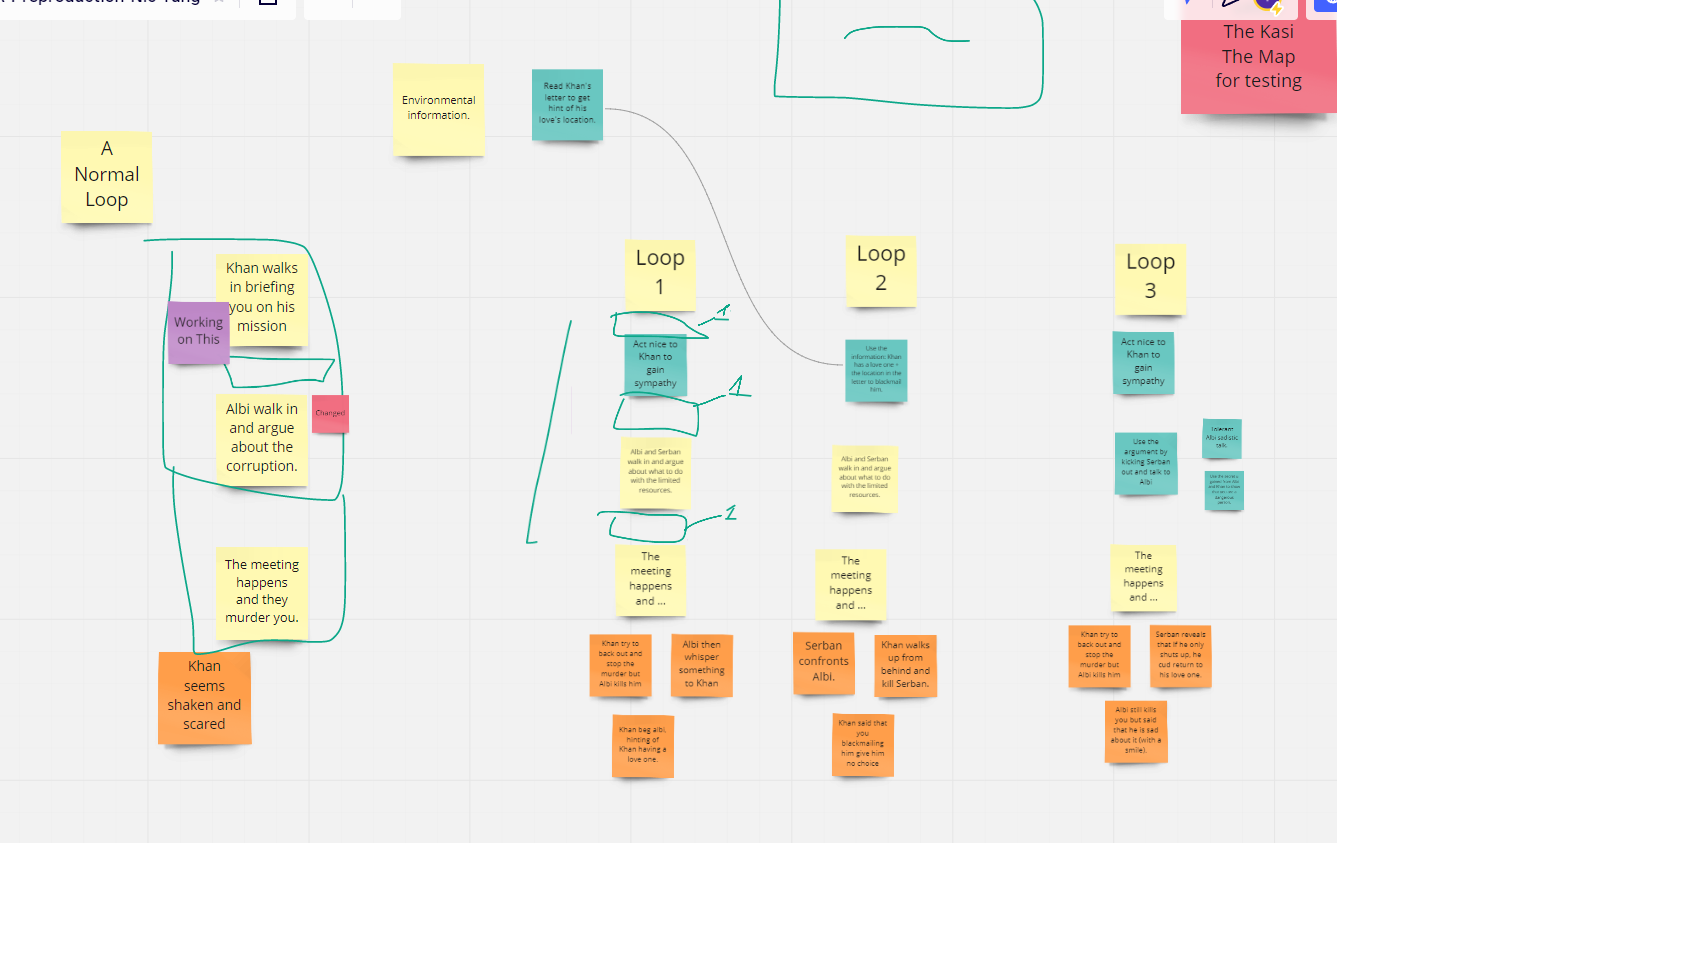 Preproduction Nic Yang
The Kasi
The Map
for testing
Environmental
information.
Read Khan's
letter to get
hint of his
love's location.
A
Normal
Loop
Khan walks
in briefing
you on his
mission
Working
on This
Albi walk in
and argue
about the
corruption.
Changed
The meeting
happens
and they
murder you.
Khan
seems
shaken and
scared
Loop
1
1
Act nice to
Khan to
gain
sympathy
1
Albi and Serban
walk in and argue
about what to do
with the limited
resources.
1
The
meeting
happens
and ...
Khan try to
back out and
stop the
murder but
Albi kills him
Albi then
whisper
something
to Khan
Khan beg albi,
hinting of
Khan having a
love one.
Loop
2
Use the
information: Khan
has a love one +
the location in the
letter to blackmail
him.
Albi and Serban
walk in and argue
about what to do
with the limited
resources.
The
meeting
happens
and ...
Serban
confronts
Albi.
Khan walks
up from
behind and
kill Serban.
Khan said that
you
blackmailing
him give him
no choice
Loop
3
Act nice to
Khan to
gain
sympathy
Use the
argument by
kicking Serban
out and talk to
Albi
Tolerant
Albi sadistic
talk.
The
meeting
happens
and ...
Khan try to
back out and
stop the
murder but
Albi kills him
Serban reveals
that if he only
shuts up, he
cud return to
his love one.
Albi still kills
you but said
that he is sad
about it (with a
smile).